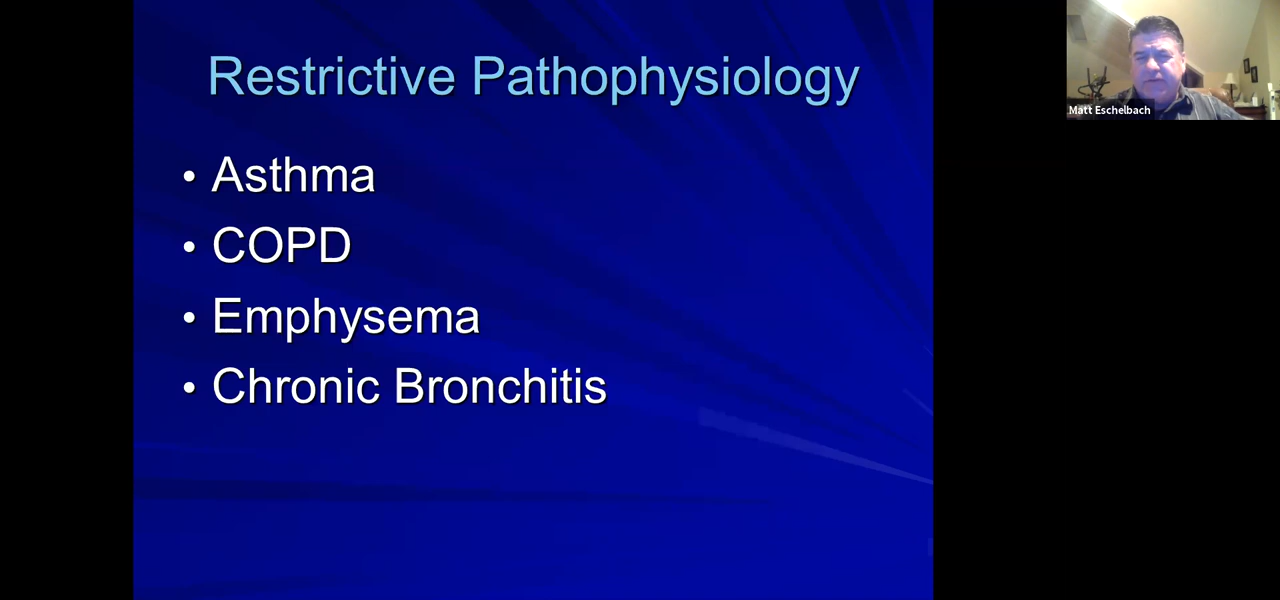 Restrictive Pathophysiology
• Asthma
• COPD
• Emphysema
• Chronic Bronchitis
Matt Eschelbach